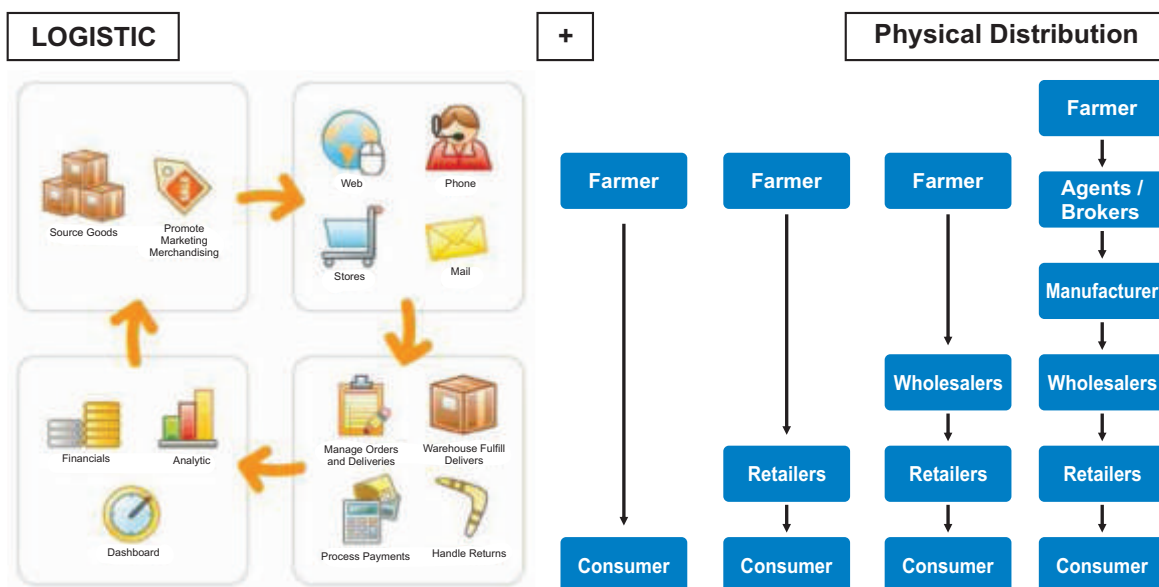 LOGISTIC
+
Physical Distribution
Source Goods
Promote
Marketing
Merchandising
Web
Phone
Stores
Mail
Financials
Analytic
Dashboard
Manage Orders
and Deliveries
Warehouse Fulfill
Delivers
Process Payments
Handle Returns
Farmer
Consumer
Farmer
Retailers
Consumer
Farmer
Wholesalers
Retailers
Consumer
Farmer
Agents /
Brokers
Manufacturer
Wholesalers
Retailers
Consumer